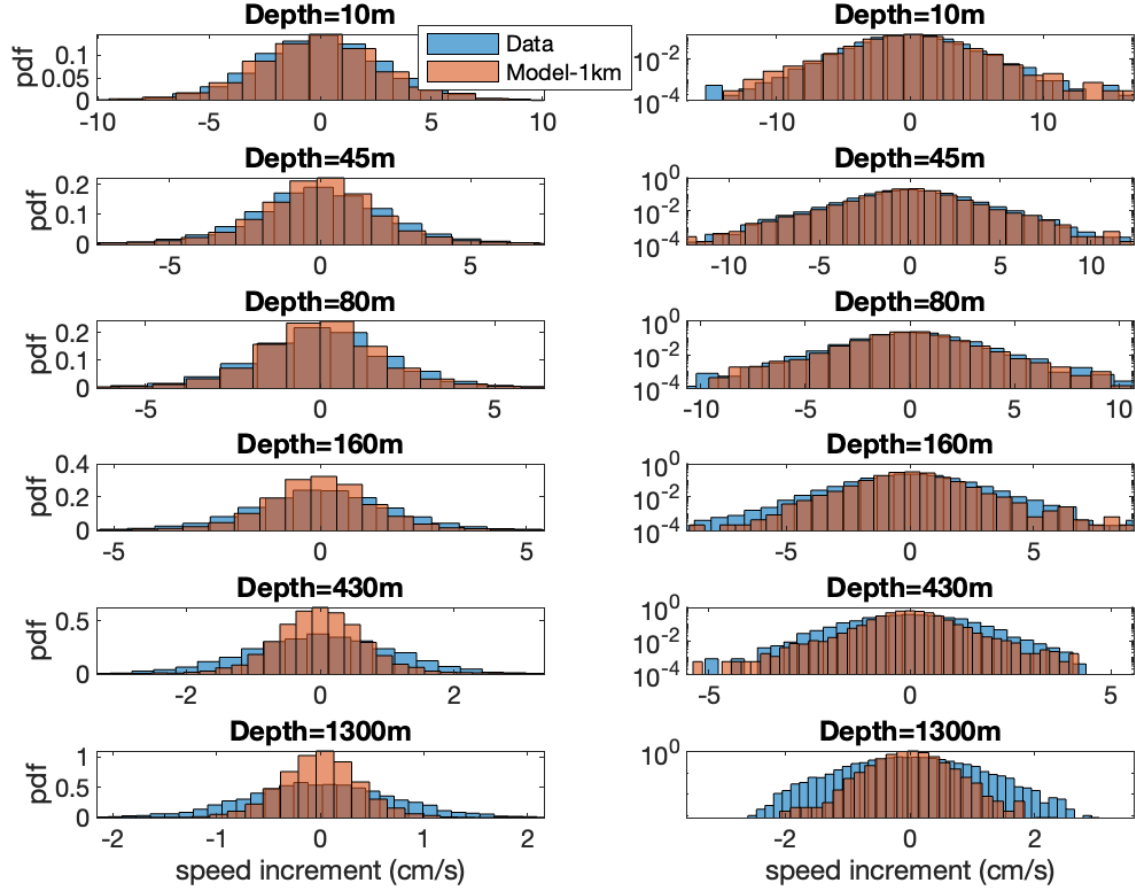 Depth=10m
Depth=10m
Data
Model-1km
pdf
0.1
0.05
0
-10 -5 0 5 10
10^-2
10^-4
-10 0 10
Depth=45m
Depth=45m
pdf
0.2
0.1
0
-5 0 5
10^0
10^-2
10^-4
-10 -5 0 5 10
Depth=80m
Depth=80m
pdf
0.2
0.1
0
-5 0 5
10^0
10^-2
10^-4
-10 -5 0 5 10
Depth=160m
Depth=160m
pdf
0.4
0.2
0
-5 0 5
10^0
10^-2
10^-4
-5 0 5
Depth=430m
Depth=430m
pdf
0.5
0
-2 0 2
10^0
10^-2
10^-4
-5 0 5
Depth=1300m
Depth=1300m
pdf
1
0.5
0
-2 -1 0 1 2
speed increment (cm/s)
10^0
-2 0 2
speed increment (cm/s)